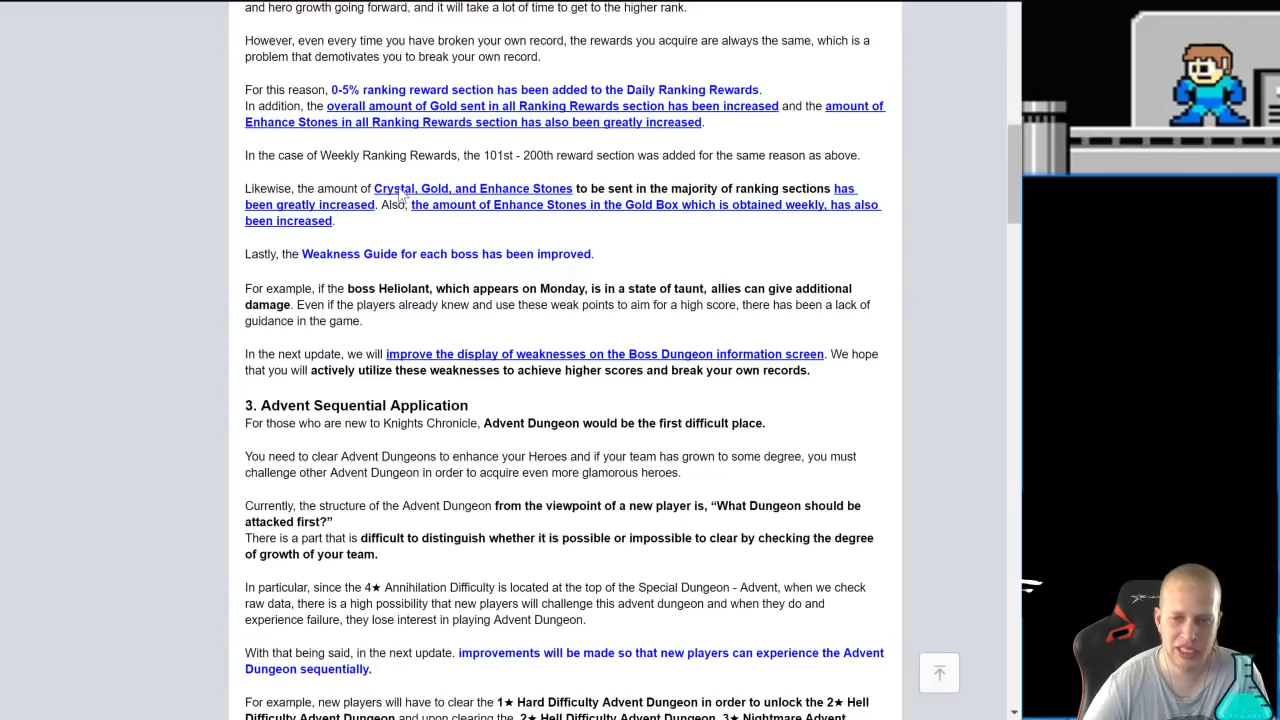 and hero growth going forward, and it will take a lot of time to get to the higher rank.
However, even every time you have broken your own record, the rewards you acquire are always the same, which is a
problem that demotivates you to break your own record.
For this reason, 0-5% ranking reward section has been added to the Daily Ranking Rewards.
In addition, the overall amount of Gold sent in all Ranking Rewards section has been increased and the amount of
Enhance Stones in all Ranking Rewards section has also been greatly increased.
In the case of Weekly Ranking Rewards, the 101st - 200th reward section was added for the same reason as above.
Likewise, the amount of Crystal, Gold, and Enhance Stones to be sent in the majority of ranking sections has
been greatly increased. Also, the amount of Enhance Stones in the Gold Box which is obtained weekly, has also
been increased.
Lastly, the Weakness Guide for each boss has been improved.
For example, if the boss Heliolant, which appears on Monday, is in a state of taunt, allies can give additional
damage. Even if the players already knew and use these weak points to aim for a high score, there has been a lack of
guidance in the game.
In the next update, we will improve the display of weaknesses on the Boss Dungeon information screen. We hope
that you will actively utilize these weaknesses to achieve higher scores and break your own records.
3. Advent Sequential Application
For those who are new to Knights Chronicle, Advent Dungeon would be the first difficult place.
You need to clear Advent Dungeons to enhance your Heroes and if your team has grown to some degree, you must
challenge other Advent Dungeon in order to acquire even more glamorous heroes.
Currently, the structure of the Advent Dungeon from the viewpoint of a new player is, “What Dungeon should be
attacked first?”
There is a part that is difficult to distinguish whether it is possible or impossible to clear by checking the degree
of growth of your team.
In particular, since the 4★ Annihilation Difficulty is located at the top of the Special Dungeon - Advent, when we check
raw data, there is a high possibility that new players will challenge this advent dungeon and when they do and
experience failure, they lose interest in playing Advent Dungeon.
With that being said, in the next update. improvements will be made so that new players can experience the Advent
Dungeon sequentially.
For example, new players will have to clear the 1★ Hard Difficulty Advent Dungeon in order to unlock the 2★ Hell
Difficulty Advent Dungeon and upon clearing the, 2★ Hell Difficulty Advent Dungeon, 3★ Nightmare Advent